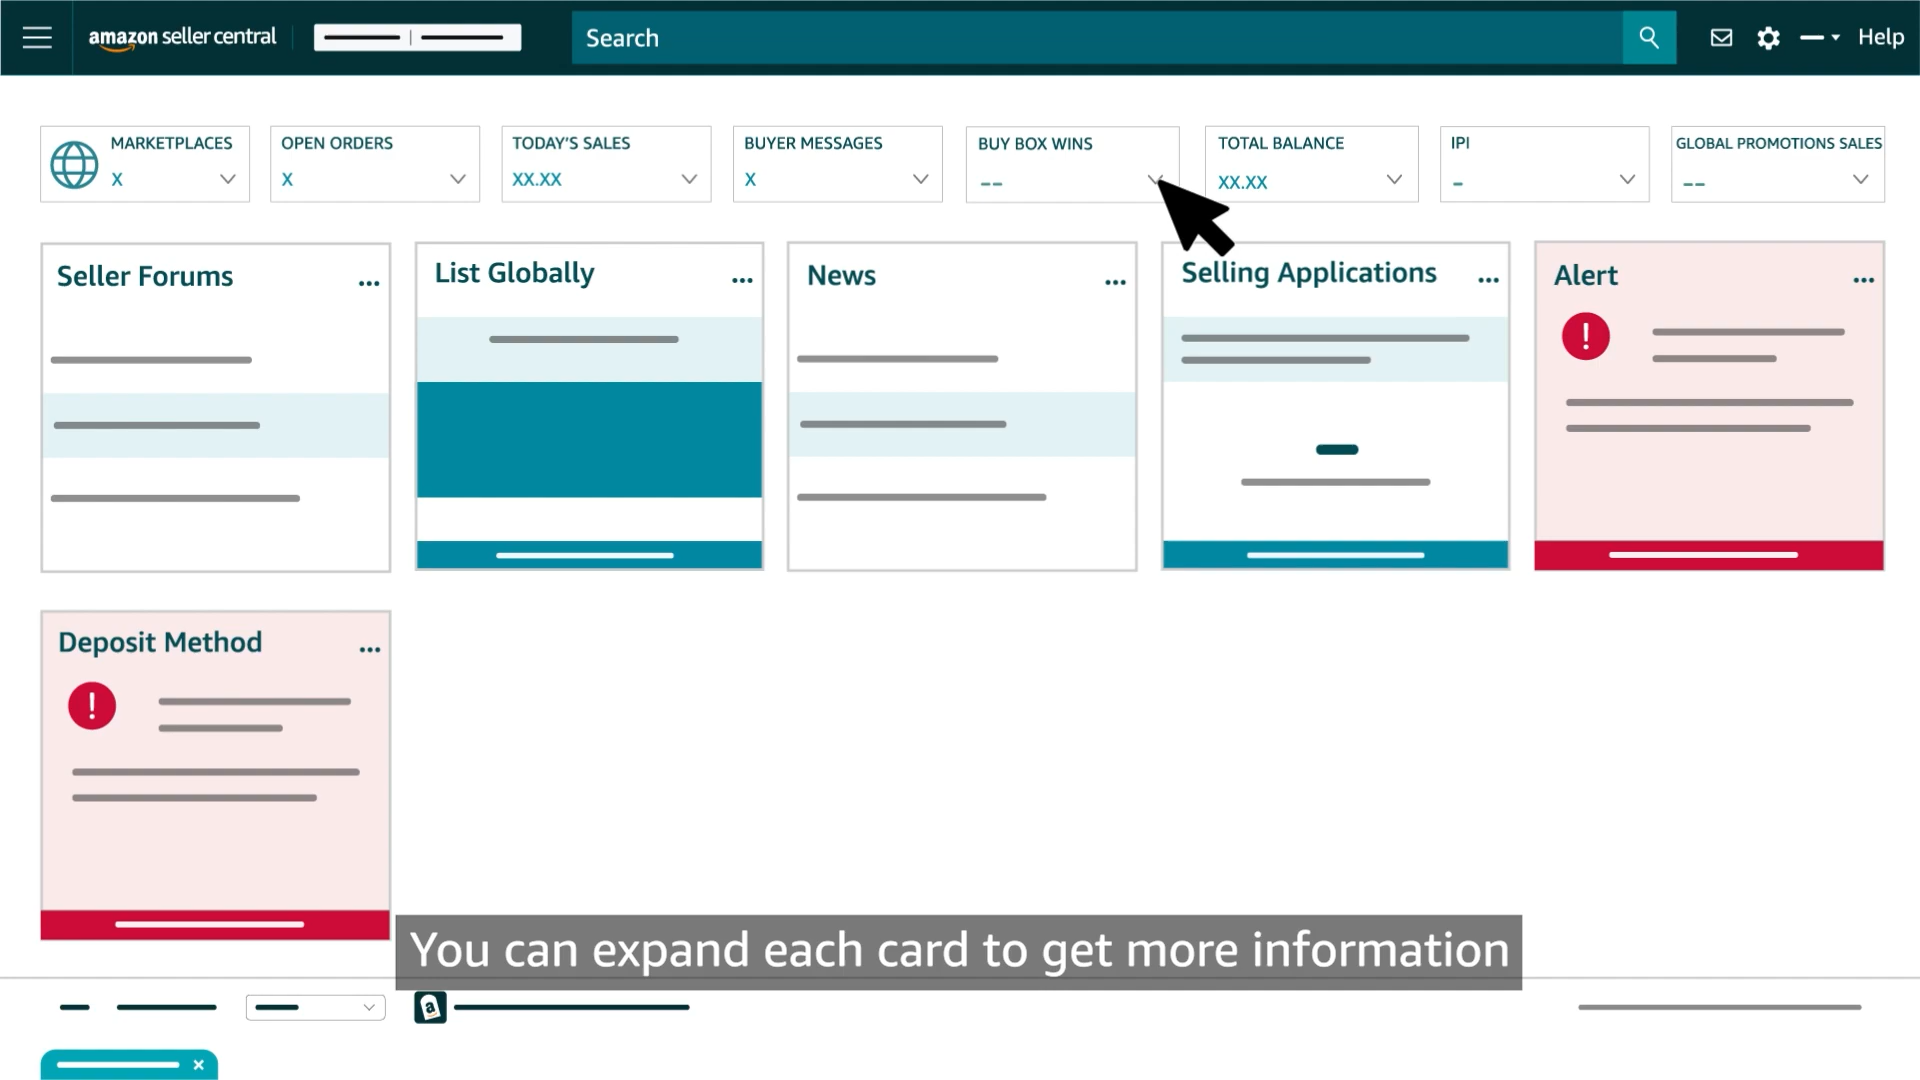 amazon seller central
Search
Help
MARKETPLACES
X
OPEN ORDERS
X
TODAY'S SALES
XX.XX
BUYER MESSAGES
X
BUY BOX WINS
--
TOTAL BALANCE
XX.XX
IPI
-
GLOBAL PROMOTIONS SALES
--
Seller Forums ...
List Globally ...
News ...
Selling Applications ...
Alert ...
!
Deposit Method ...
!
You can expand each card to get more information
a
x